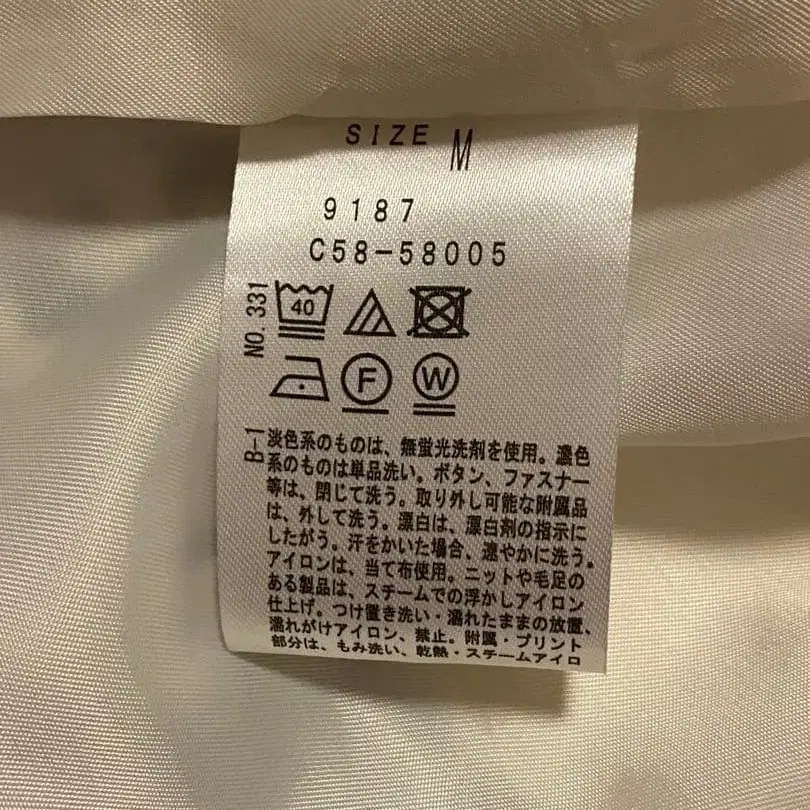 SIZE M
9187
C58-58005
NO.331
40
F W
B-1
淡色系のものは、無蛍光洗剤を使用。濃色
系のものは単品洗い。ボタン、ファスナー
等は、閉じて洗う。取り外し可能な附属品
は、外して洗う。漂白は、漂白剤の指示に
したがう。汗をかいた場合、速やかに洗う。
アイロンは、当て布使用。ニットや毛足の
ある製品は、スチームでの浮かしアイロン
仕上げ。つけ置き洗い・濡れたままの放置、
濡れがけアイロン、禁止。附属・プリント
部分は、もみ洗い、乾熱・スチームアイロ